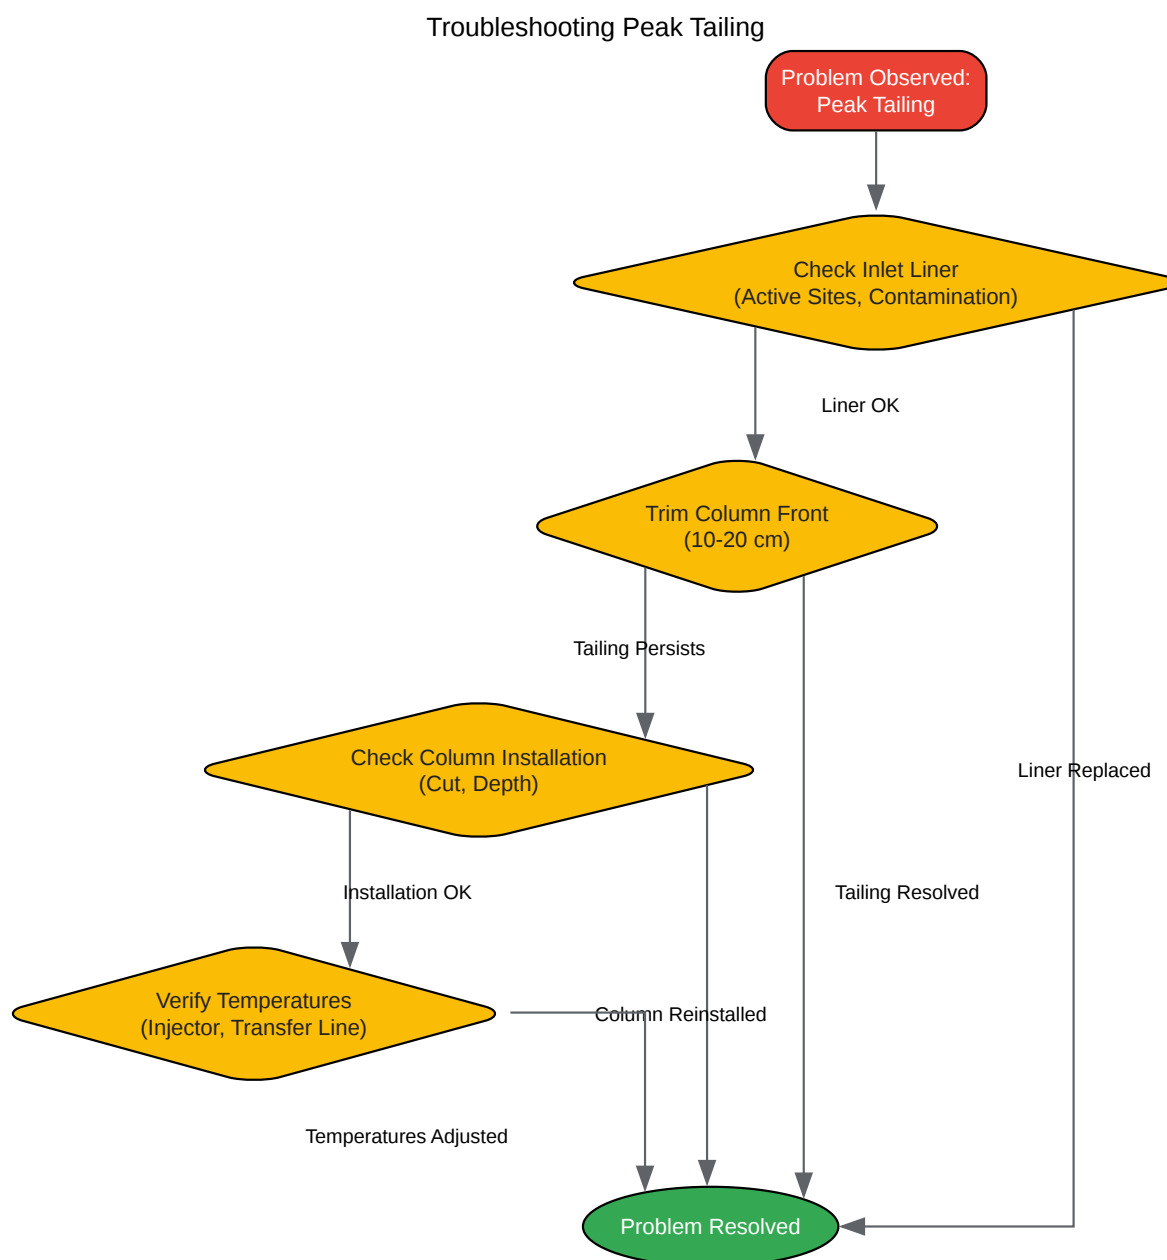 Troubleshooting Peak Tailing
Problem Observed:
Peak Tailing
Check Inlet Liner
(Active Sites, Contamination)
Liner OK
Trim Column Front
(10-20 cm)
Tailing Persists
Check Column Installation
(Cut, Depth)
Liner Replaced
Installation OK
Tailing Resolved
Verify Temperatures
(Injector, Transfer Line)
Column Reinstalled
Temperatures Adjusted
Problem Resolved